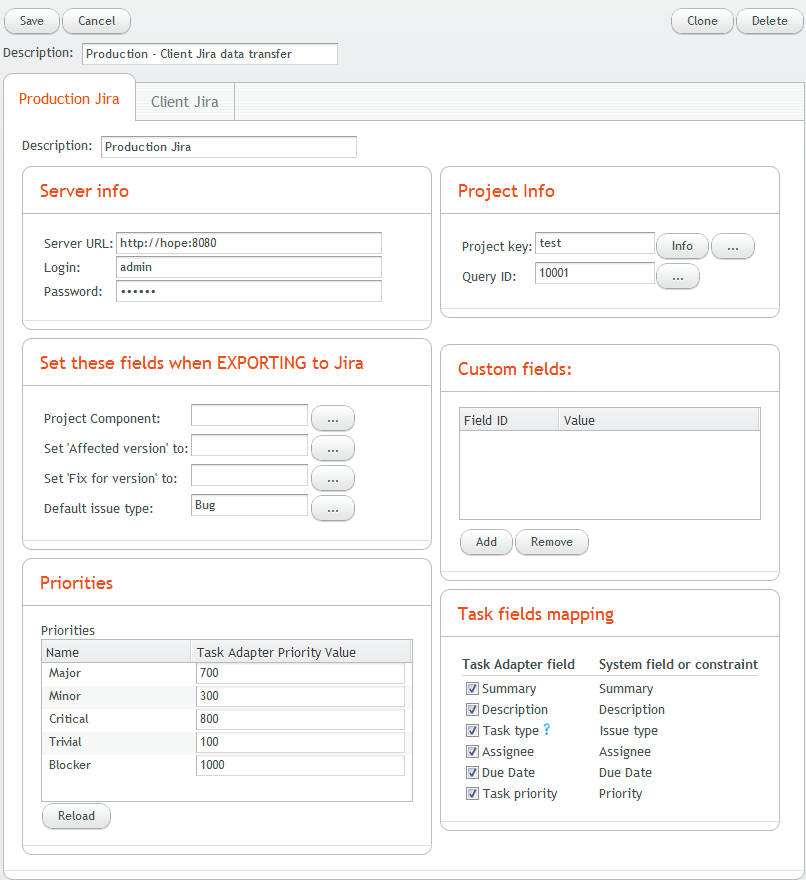 Save Cancel Clone Delete
Description: Production - Client Jira data transfer
Production Jira Client Jira
Description: Production Jira
Server info
Server URL: http://hope:8080
Login: admin
Password: ••••••
Project Info
Project key: test Info ...
Query ID: 10001 ...
Set these fields when EXPORTING to Jira
Project Component: ...
Set 'Affected version' to: ...
Set 'Fix for version' to: ...
Default issue type: Bug ...
Custom fields:
Field ID Value
Add Remove
Priorities
Priorities
Name Task Adapter Priority Value
Major 700
Minor 300
Critical 800
Trivial 100
Blocker 1000
Reload
Task fields mapping
Task Adapter field System field or constraint
Summary Summary
Description Description
Task type ? Issue type
Assignee Assignee
Due Date Due Date
Task priority Priority